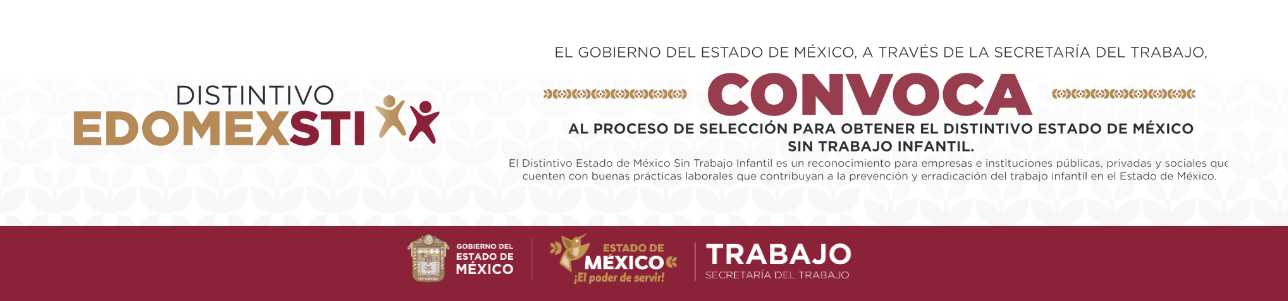 DISTINTIVO
EDOMEXSTI
EL GOBIERNO DEL ESTADO DE MÉXICO, A TRAVÉS DE LA SECRETARÍA DEL TRABAJO,
CONVOCA
AL PROCESO DE SELECCIÓN PARA OBTENER EL DISTINTIVO ESTADO DE MÉXICO
SIN TRABAJO INFANTIL.
El Distintivo Estado de México Sin Trabajo Infantil es un reconocimiento para empresas e instituciones públicas, privadas y sociales que
cuenten con buenas prácticas laborales que contribuyan a la prevención y erradicación del trabajo infantil en el Estado de México.
GOBIERNO DEL
ESTADO DE
MÉXICO
ESTADO DE
MÉXICO
¡El poder de servir!
TRABAJO
SECRETARÍA DEL TRABAJO